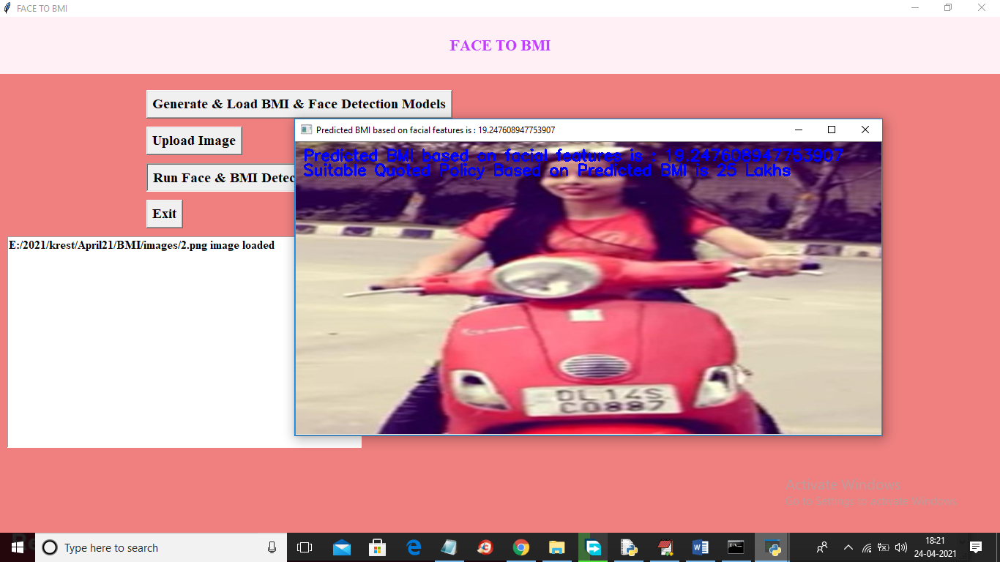 FACE TO BMI
FACE TO BMI
Generate & Load BMI & Face Detection Models
Upload Image
Run Face & BMI Detec
Exit
E:/2021/krest/April21/BMI/images/2.png image loaded
Predicted BMI based on facial features is : 19.247608947753907
Predicted BMI based on facial features is : 19.247608947753907
Suitable Quoted Policy Based on Predicted BMI is 25 Lakhs
DL14S
C0887
Activate Windows
Go to Settings to activate Windows.
Type here to search
18:21
24-04-2021